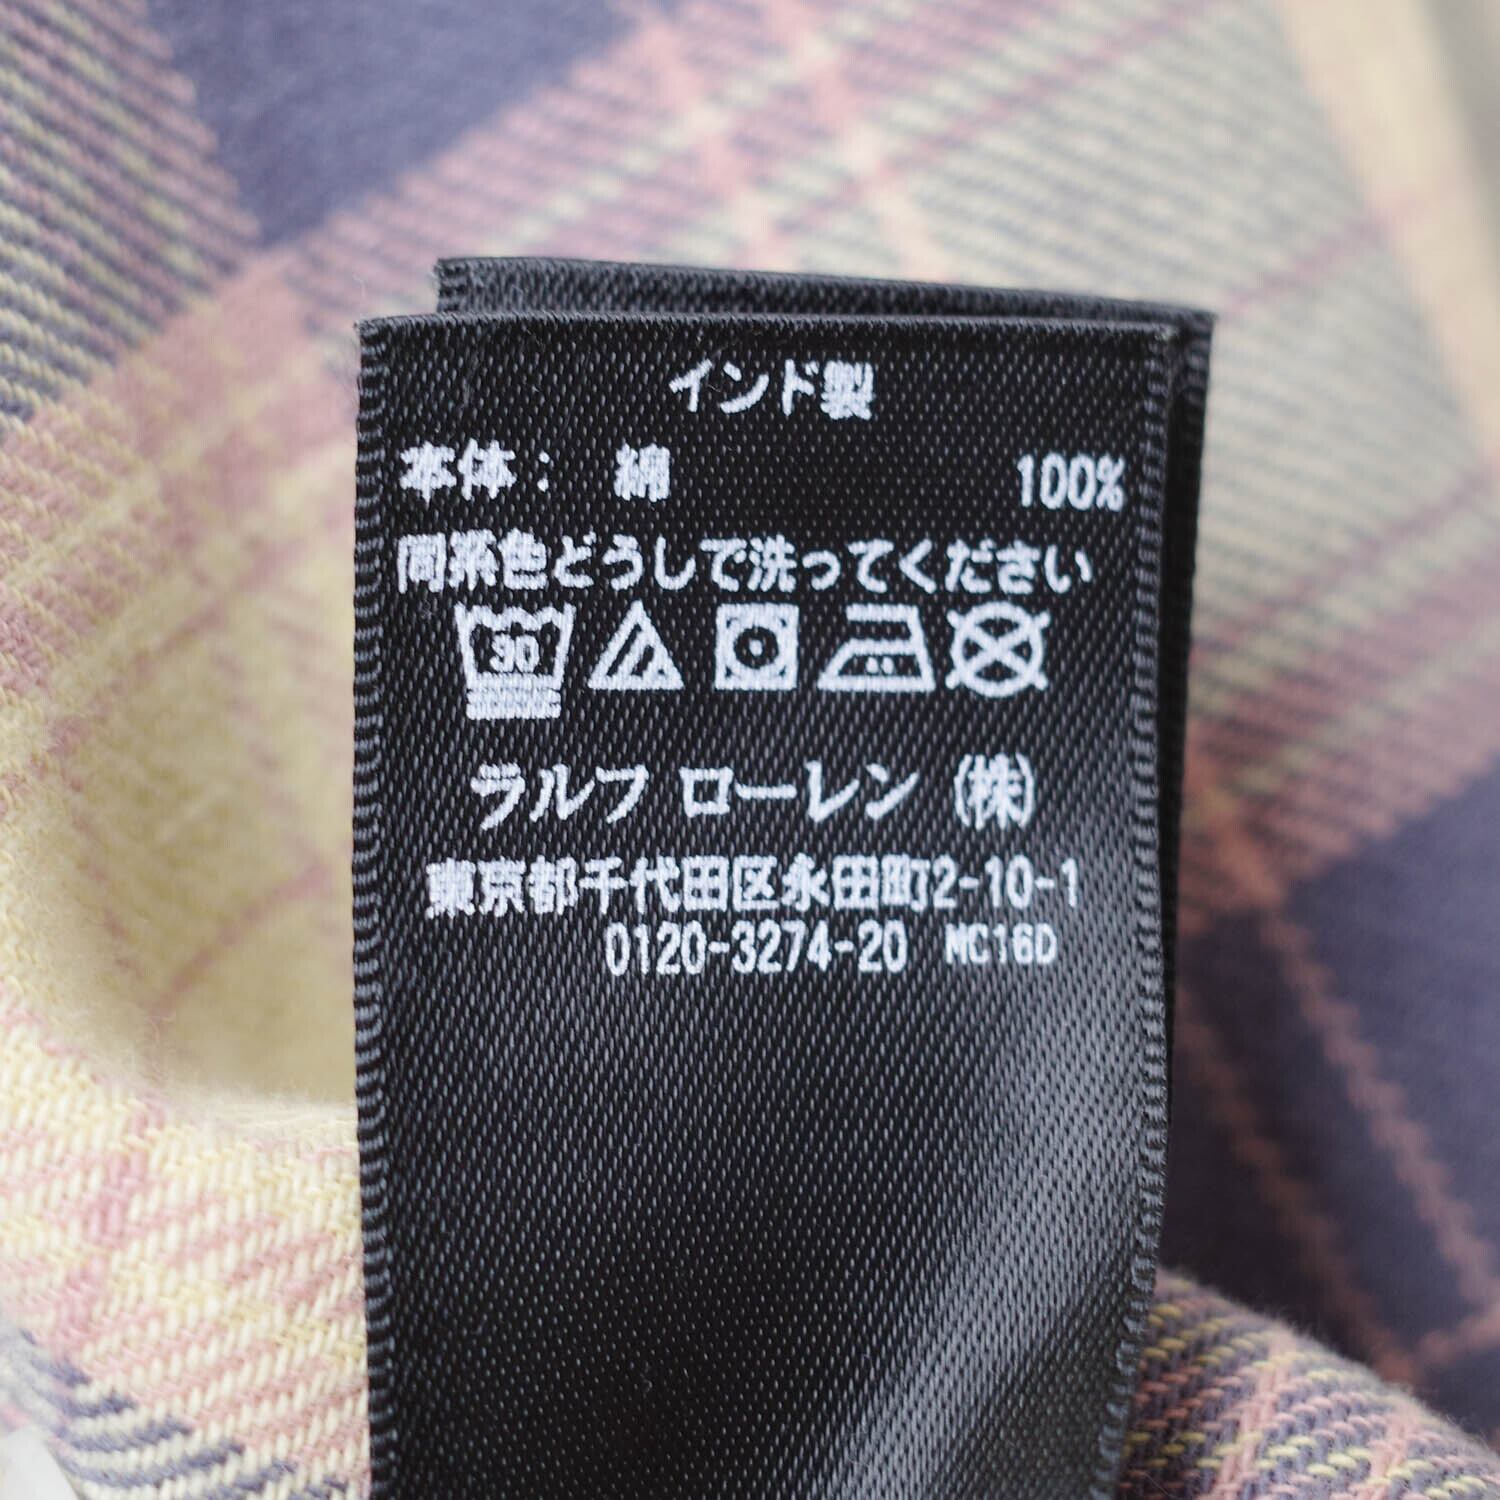 インド製
本体： 綿 100%
同系色どうしで洗ってください
30
ラルフ ローレン (株)
東京都千代田区永田町2-10-1
0120-3274-20 MC16D